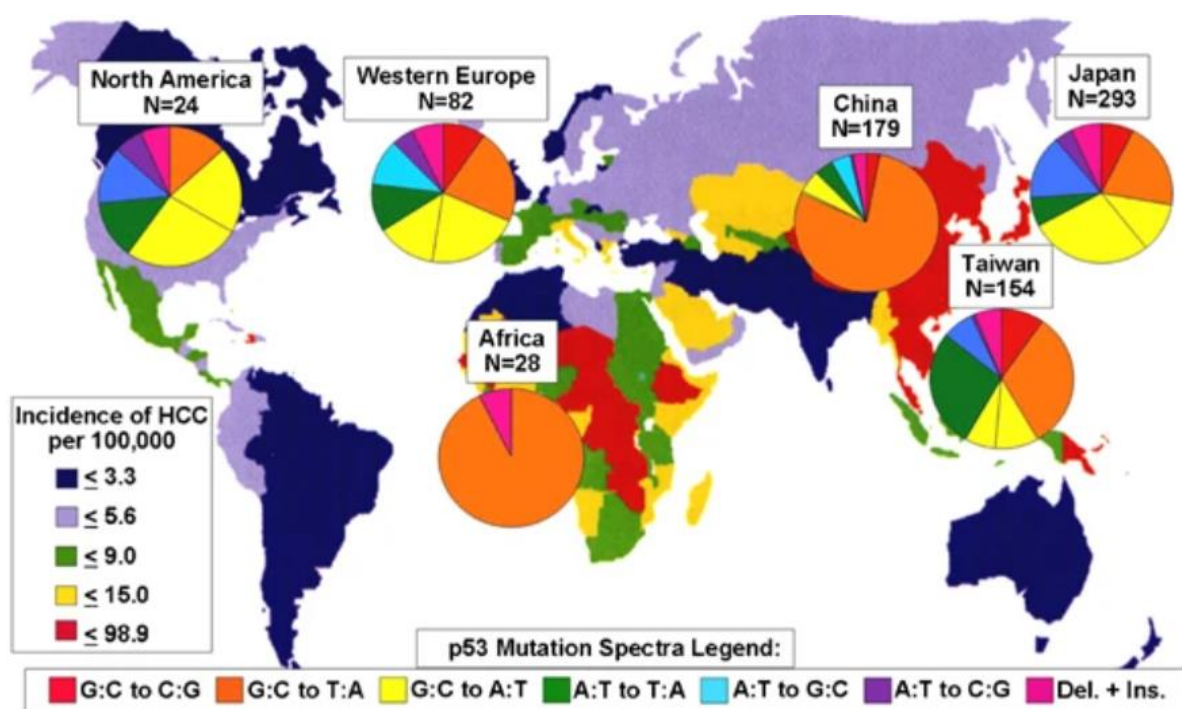 North America
N=24
Western Europe
N=82
China
N=179
Japan
N=293
Taiwan
N=154
Africa
N=28
Incidence of HCC
per 100,000
≤ 3.3
≤ 5.6
≤ 9.0
≤ 15.0
≤ 98.9
p53 Mutation Spectra Legend:
G:C to C:G G:C to T:A G:C to A:T A:T to T:A A:T to G:C A:T to C:G Del. + Ins.